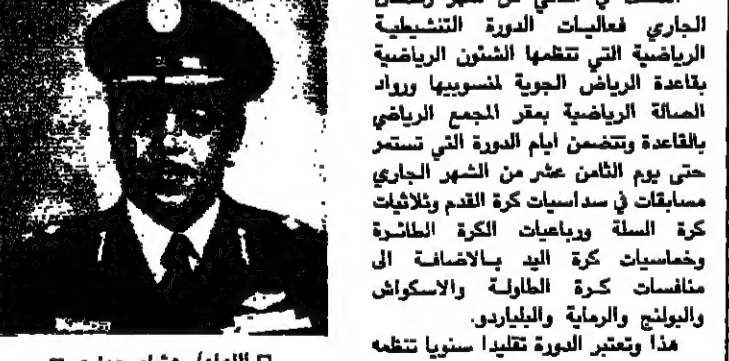 الجاري فعاليات الدورة التنشيطية
الرياضية التي تنظمها الشئون الرياضية
بقاعدة الرياض الجوية لمنسوبيها ورواد
الصالة الرياضية بمقر المجمع الرياضي
بالقاعدة وتتضمن ايام الدورة التي تستمر
حتى يوم الثامن عشر من الشهر الجاري
مسابقات في سداسيات كرة القدم وثلاثيات
كرة السلة ورباعيات الكرة الطائرة
وخماسيات كرة اليد بالاضافة الى
منافسات كرة الطاولة والاسكواش
والبولنج والرماية والبلياردو.
هذا وتعتبر الدورة تقليدا سنويا تنظمه